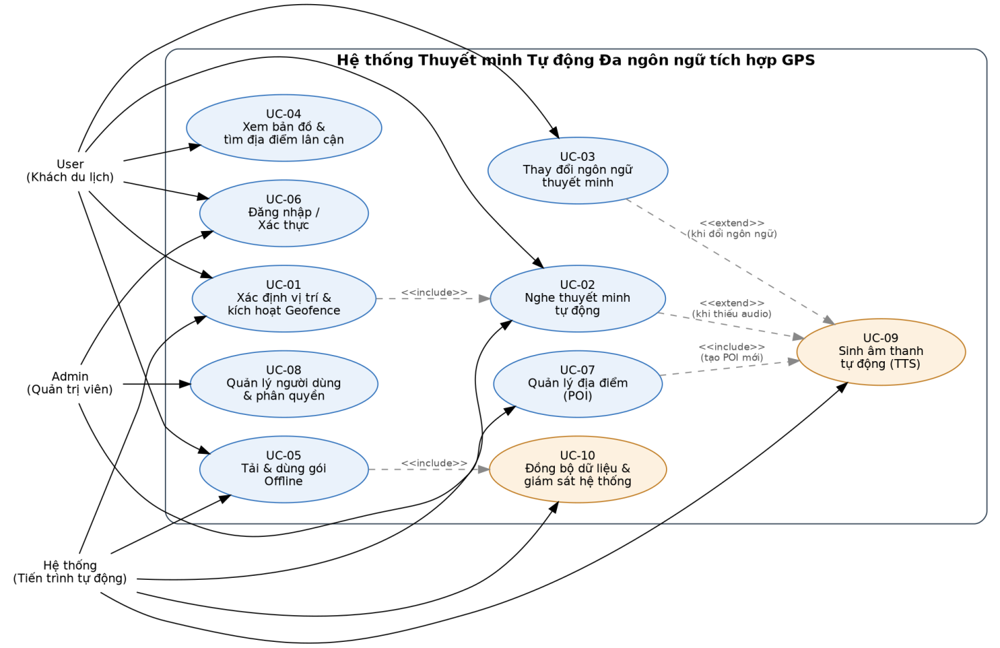 Hệ thống Thuyết minh Tự động Đa ngôn ngữ tích hợp GPS
User
(Khách du lịch)
Admin
(Quản trị viên)
Hệ thống
(Tiến trình tự động)
UC-04
Xem bản đồ &
tìm địa điểm lân cận
UC-06
Đăng nhập /
Xác thực
UC-01
Xác định vị trí &
kích hoạt Geofence
UC-08
Quản lý người dùng
& phân quyền
UC-05
Tải & dùng gói
Offline
<<include>>
<<include>>
UC-03
Thay đổi ngôn ngữ
thuyết minh
UC-02
Nghe thuyết minh
tự động
UC-07
Quản lý địa điểm
(POI)
UC-10
Đồng bộ dữ liệu &
giám sát hệ thống
<<extend>>
(khi đổi ngôn ngữ)
<<extend>>
(khi thiếu audio)
<<include>>
(tạo POI mới)
UC-09
Sinh âm thanh
tự động (TTS)